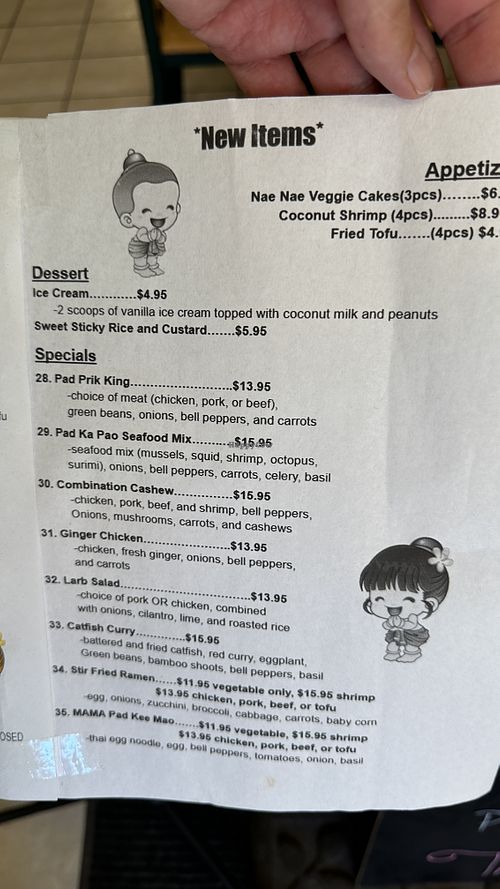 *New Items*
Appetiz
Nae Nae Veggie Cakes(3pcs)........$6.
Coconut Shrimp (4pcs).........$8.9
Fried Tofu.......(4pcs) $4.
Dessert
Ice Cream............$4.95
-2 scoops of vanilla ice cream topped with coconut milk and peanuts
Sweet Sticky Rice and Custard.......$5.95
Specials
28. Pad Prik King..........................$13.95
-choice of meat (chicken, pork, or beef),
green beans, onions, bell peppers, and carrots
29. Pad Ka Pao Seafood Mix..........$15.95
-seafood mix (mussels, squid, shrimp, octopus,
surimi), onions, bell peppers, carrots, celery, basil
30. Combination Cashew...............$15.95
-chicken, pork, beef, and shrimp, bell peppers,
Onions, mushrooms, carrots, and cashews
31. Ginger Chicken......................$13.95
-chicken, fresh ginger, onions, bell peppers,
and carrots
32. Larb Salad.................................$13.95
-choice of pork OR chicken, combined
with onions, cilantro, lime, and roasted rice
33. Catfish Curry.............$15.95
-battered and fried catfish, red curry, eggplant,
Green beans, bamboo shoots, bell peppers, basil
34. Stir Fried Ramen......$11.95 vegetable only, $15.95 shrimp
$13.95 chicken, pork, beef, or tofu
-egg, onions, zucchini, broccoli, cabbage, carrots, baby corn
35. MAMA Pad Kee Mao.......$11.95 vegetable, $15.95 shrimp
$13.95 chicken, pork, beef, or tofu
-thai egg noodle, egg, bell peppers, tomatoes, onion, basil
OSED